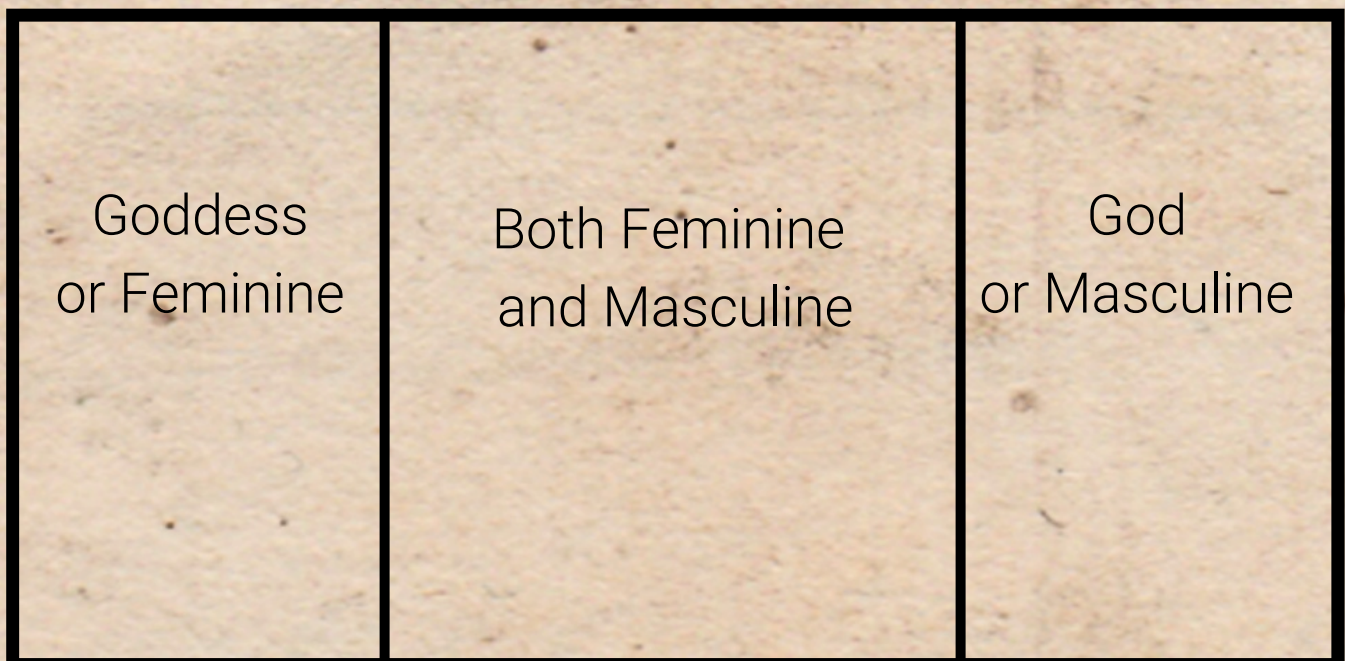 Goddess
or Feminine
Both Feminine
and Masculine
God
or Masculine